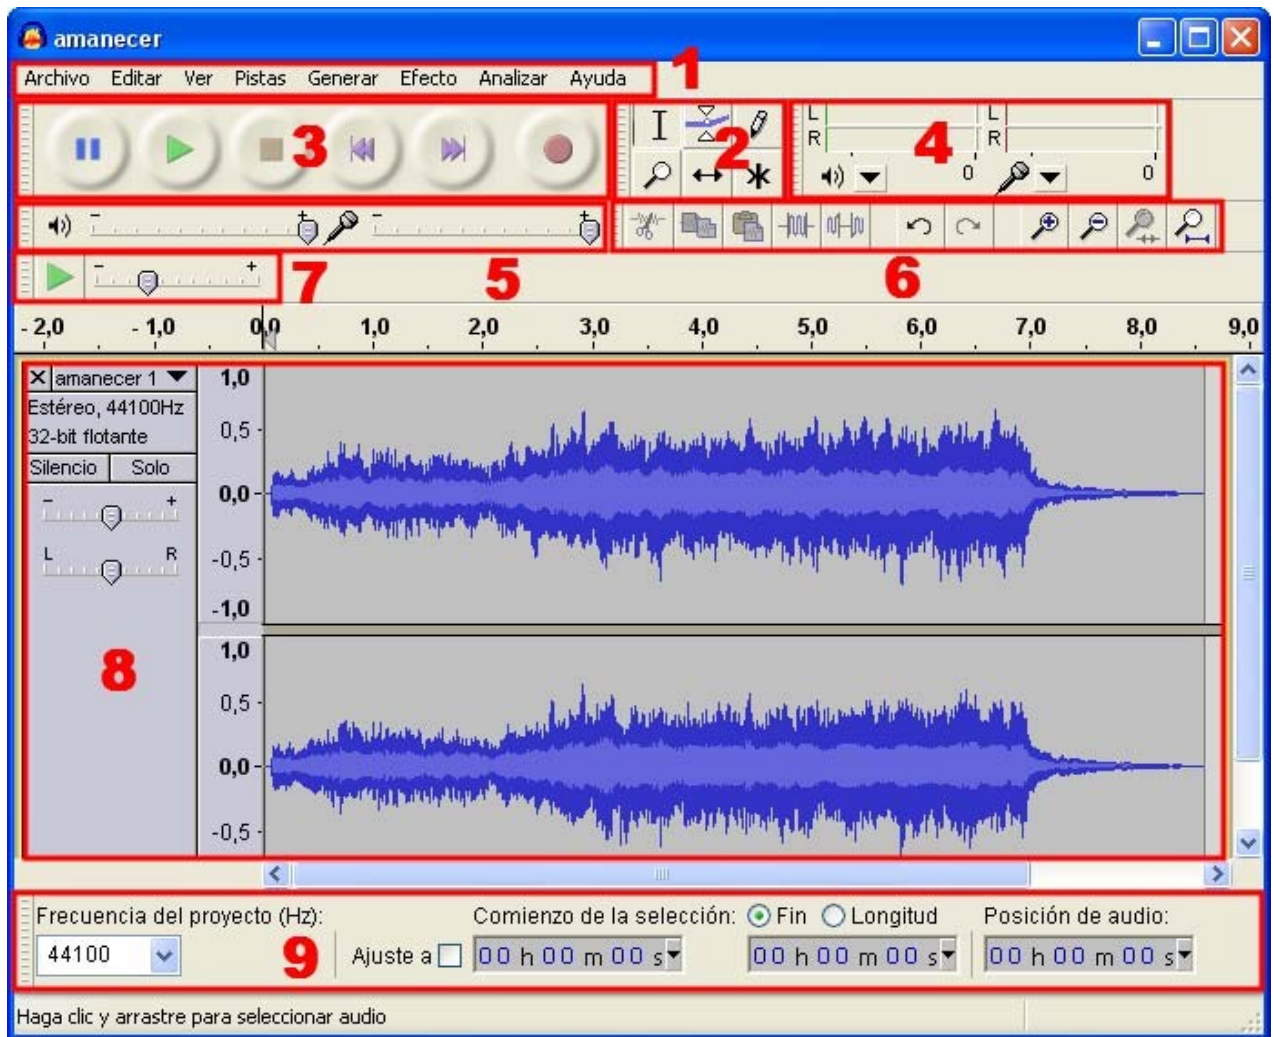 amanecer
Archivo Editar Ver Pistas Generar Efecto Analizar Ayuda 1
3 2 L R L R 4
0 0
- + - +
7 - + 5 6
- 2,0 - 1,0 0,0 1,0 2,0 3,0 4,0 5,0 6,0 7,0 8,0 9,0
X amanecer 1
Estéreo, 44100Hz
32-bit flotante
Silencio Solo
- +
L R
8
1,0
0,5
0,0
-0,5
-1,0
1,0
0,5
0,0
-0,5
Frecuencia del proyecto (Hz): Comienzo de la selección: Fin Longitud Posición de audio:
44100 9 Ajuste a 00 h 00 m 00 s 00 h 00 m 00 s 00 h 00 m 00 s
Haga clic y arrastre para seleccionar audio